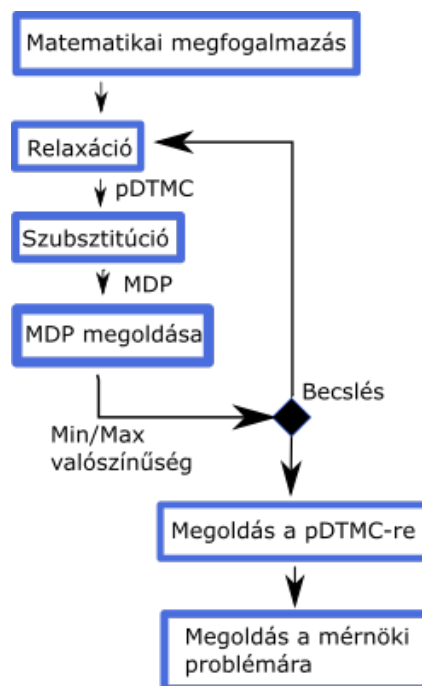 Matematikai megfogalmazás
Relaxáció
pDTMC
Szubsztitúció
MDP
MDP megoldása
Becslés
Min/Max
valószínűség
Megoldás a pDTMC-re
Megoldás a mérnöki
problémára